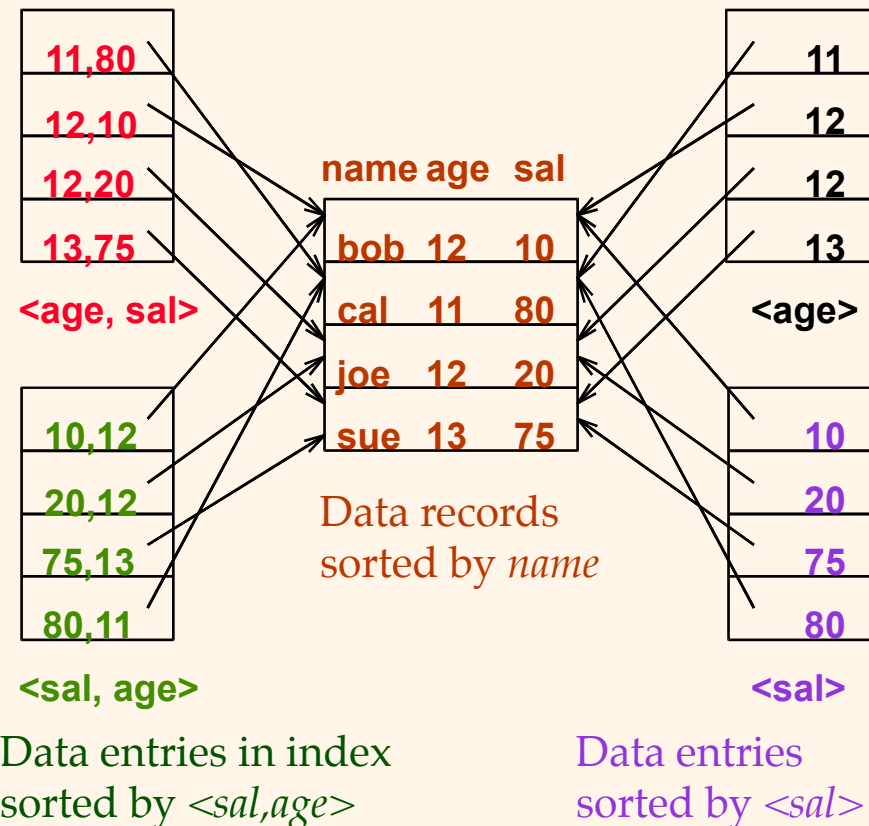 11,80
12,10
12,20
13,75
<age, sal>
10,12
20,12
75,13
80,11
<sal, age>
Data entries in index
sorted by <sal,age>
name age sal
bob 12 10
cal 11 80
joe 12 20
sue 13 75
Data records
sorted by name
11
12
12
13
<age>
10
20
75
80
<sal>
Data entries
sorted by <sal>